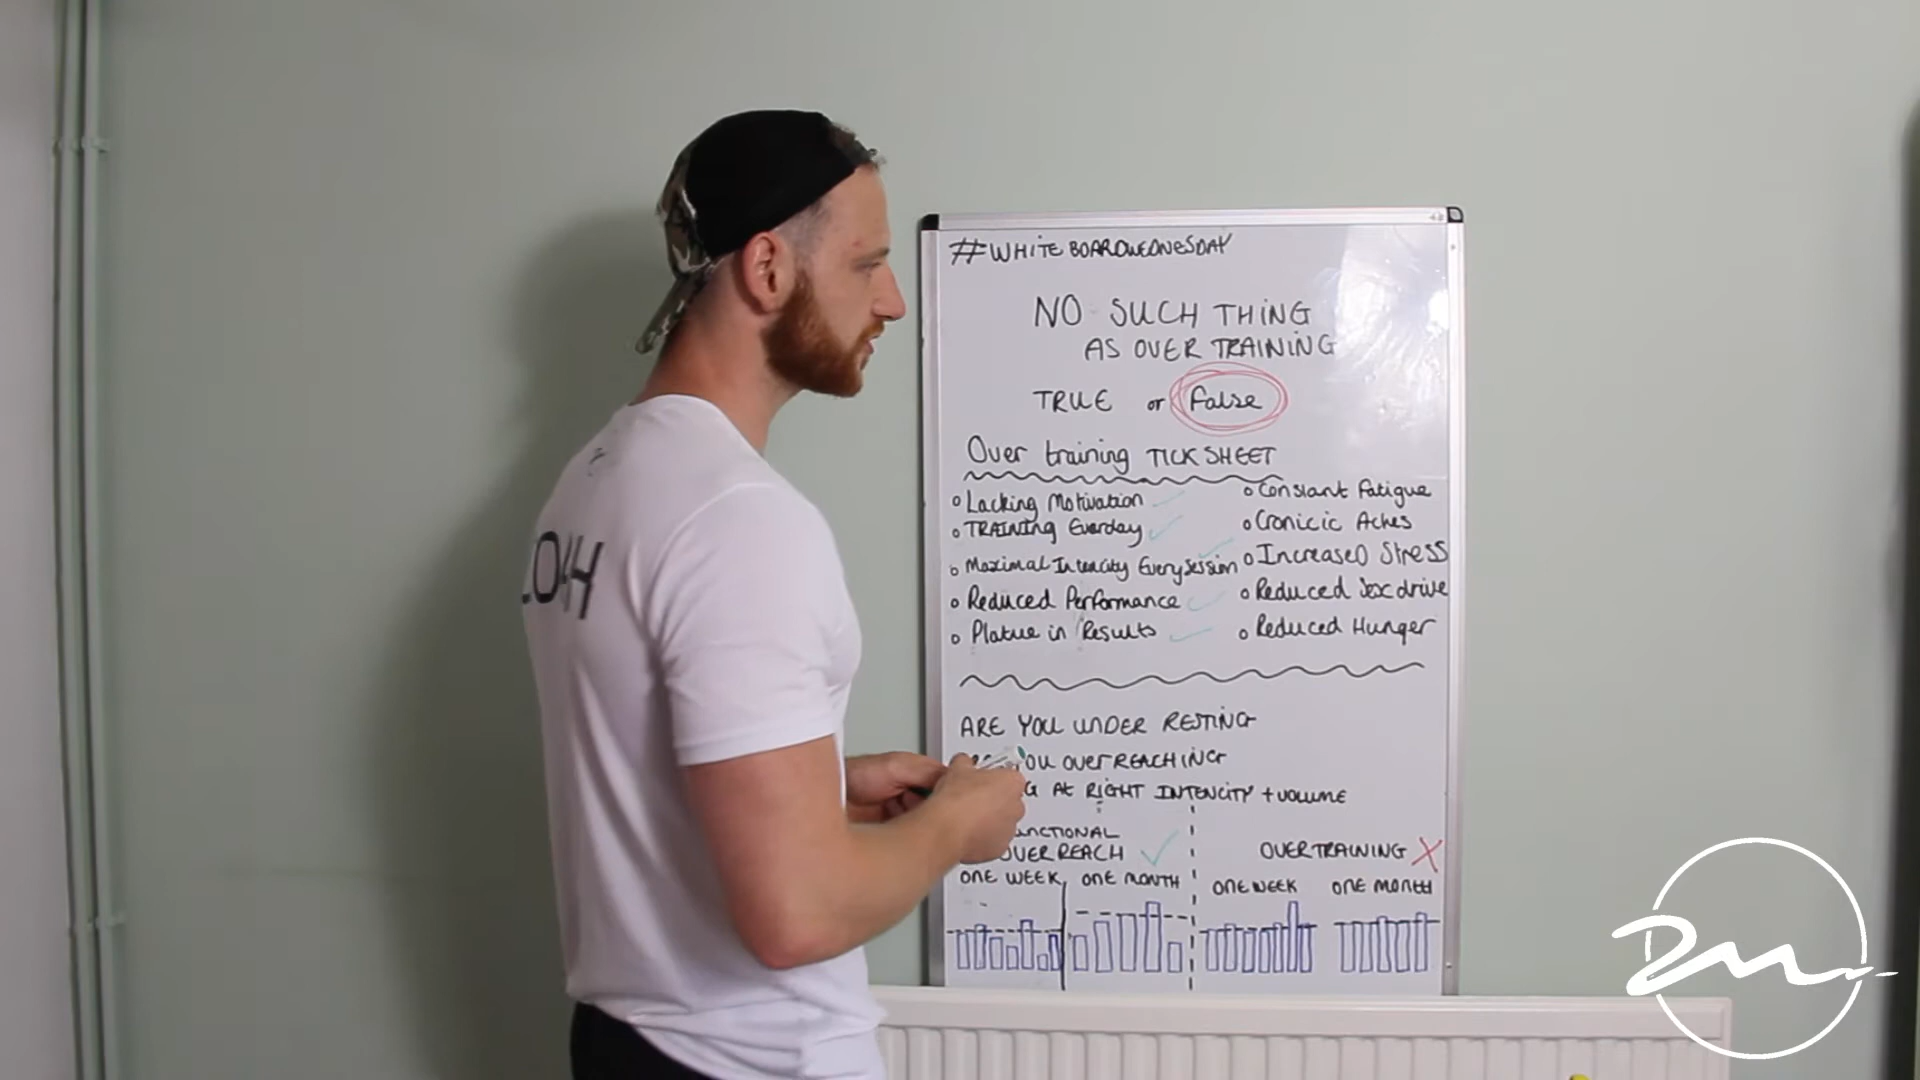 #WHITEBOARDWEDNESDAY
NO SUCH THING
AS OVER TRAINING
TRUE or False
Over training TICK SHEET
o Lacking Motivation ✓
o TRAINING Everday ✓
o Maximal Intencity Every session ✓
o Reduced Performance ✓
o Platue in Results ✓
o Constant Fatigue
o Cronicic Aches
o Increased Stress
o Reduced Sex drive
o Reduced Hunger
ARE YOU UNDER RESTING
YOU OVER REACHING
AT RIGHT INTENCITY + VOLUME
OVER REACH ✓
ONE WEEK
ONE MONTH
OVERTRAINING X
ONE WEEK
ONE MONTH